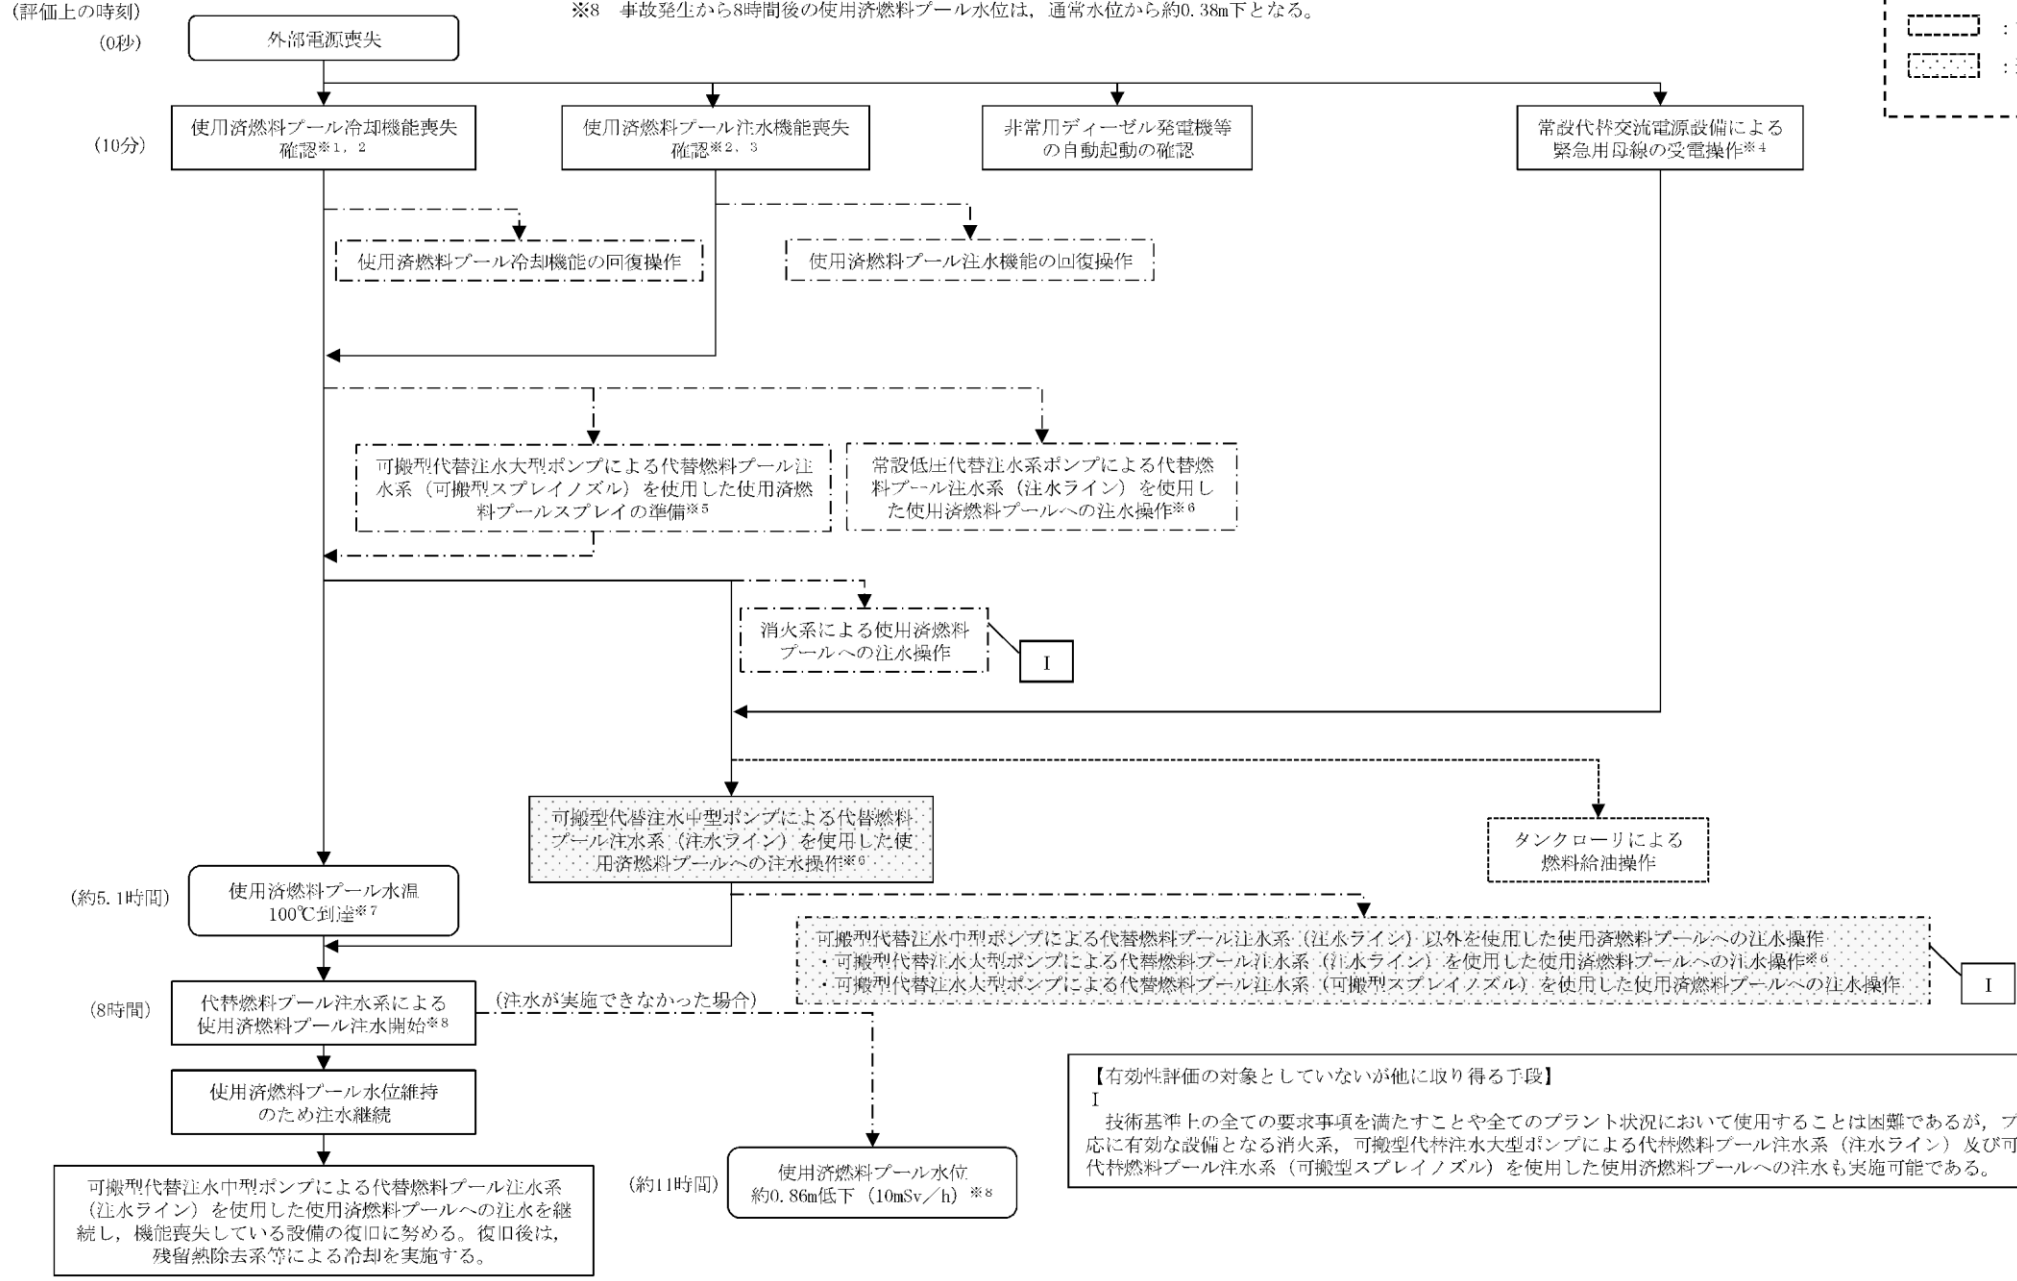 (評価上の時刻)
※8 事故発生から8時間後の使用済燃料プール水位は，通常水位から約0.38m下となる。
(0秒)
外部電源喪失
:
:
(10分)
使用済燃料プール冷却機能喪失
確認※1，2
使用済燃料プール注水機能喪失
確認※2，3
非常用ディーゼル発電機等
の自動起動の確認
常設代替交流電源設備による
緊急用母線の受電操作※4
使用済燃料プール冷却機能の回復操作
使用済燃料プール注水機能の回復操作
可搬型代替注水大型ポンプによる代替燃料プール注
水系（可搬型スプレイノズル）を使用した使用済燃
料プールスプレイの準備※5
常設低圧代替注水系ポンプによる代替燃
料プール注水系（注水ライン）を使用し
た使用済燃料プールへの注水操作※6
消火系による使用済燃料
プールへの注水操作
I
可搬型代替注水中型ポンプによる代替燃料
プール注水系（注水ライン）を使用した使
用済燃料プールへの注水操作※6
タンクローリによる
燃料給油操作
(約5.1時間)
使用済燃料プール水温
100℃到達※7
可搬型代替注水中型ポンプによる代替燃料プール注水系（注水ライン）以外を使用した使用済燃料プールへの注水操作
・可搬型代替注水大型ポンプによる代替燃料プール注水系（注水ライン）を使用した使用済燃料プールへの注水操作※6
・可搬型代替注水大型ポンプによる代替燃料プール注水系（可搬型スプレイノズル）を使用した使用済燃料プールへの注水操作
I
(8時間)
代替燃料プール注水系による
使用済燃料プール注水開始※8
(注水が実施できなかった場合)
使用済燃料プール水位維持
のため注水継続
【有効性評価の対象としていないが他に取り得る手段】
I
技術基準上の全ての要求事項を満たすことや全てのプラント状況において使用することは困難であるが，プ
応に有効な設備となる消火系，可搬型代替注水大型ポンプによる代替燃料プール注水系（注水ライン）及び可
代替燃料プール注水系（可搬型スプレイノズル）を使用した使用済燃料プールへの注水も実施可能である。
可搬型代替注水中型ポンプによる代替燃料プール注水系
（注水ライン）を使用した使用済燃料プールへの注水を継
続し，機能喪失している設備の復旧に努める。復旧後は，
残留熱除去系等による冷却を実施する。
(約11時間)
使用済燃料プール水位
約0.86m低下（10mSv／h）※8